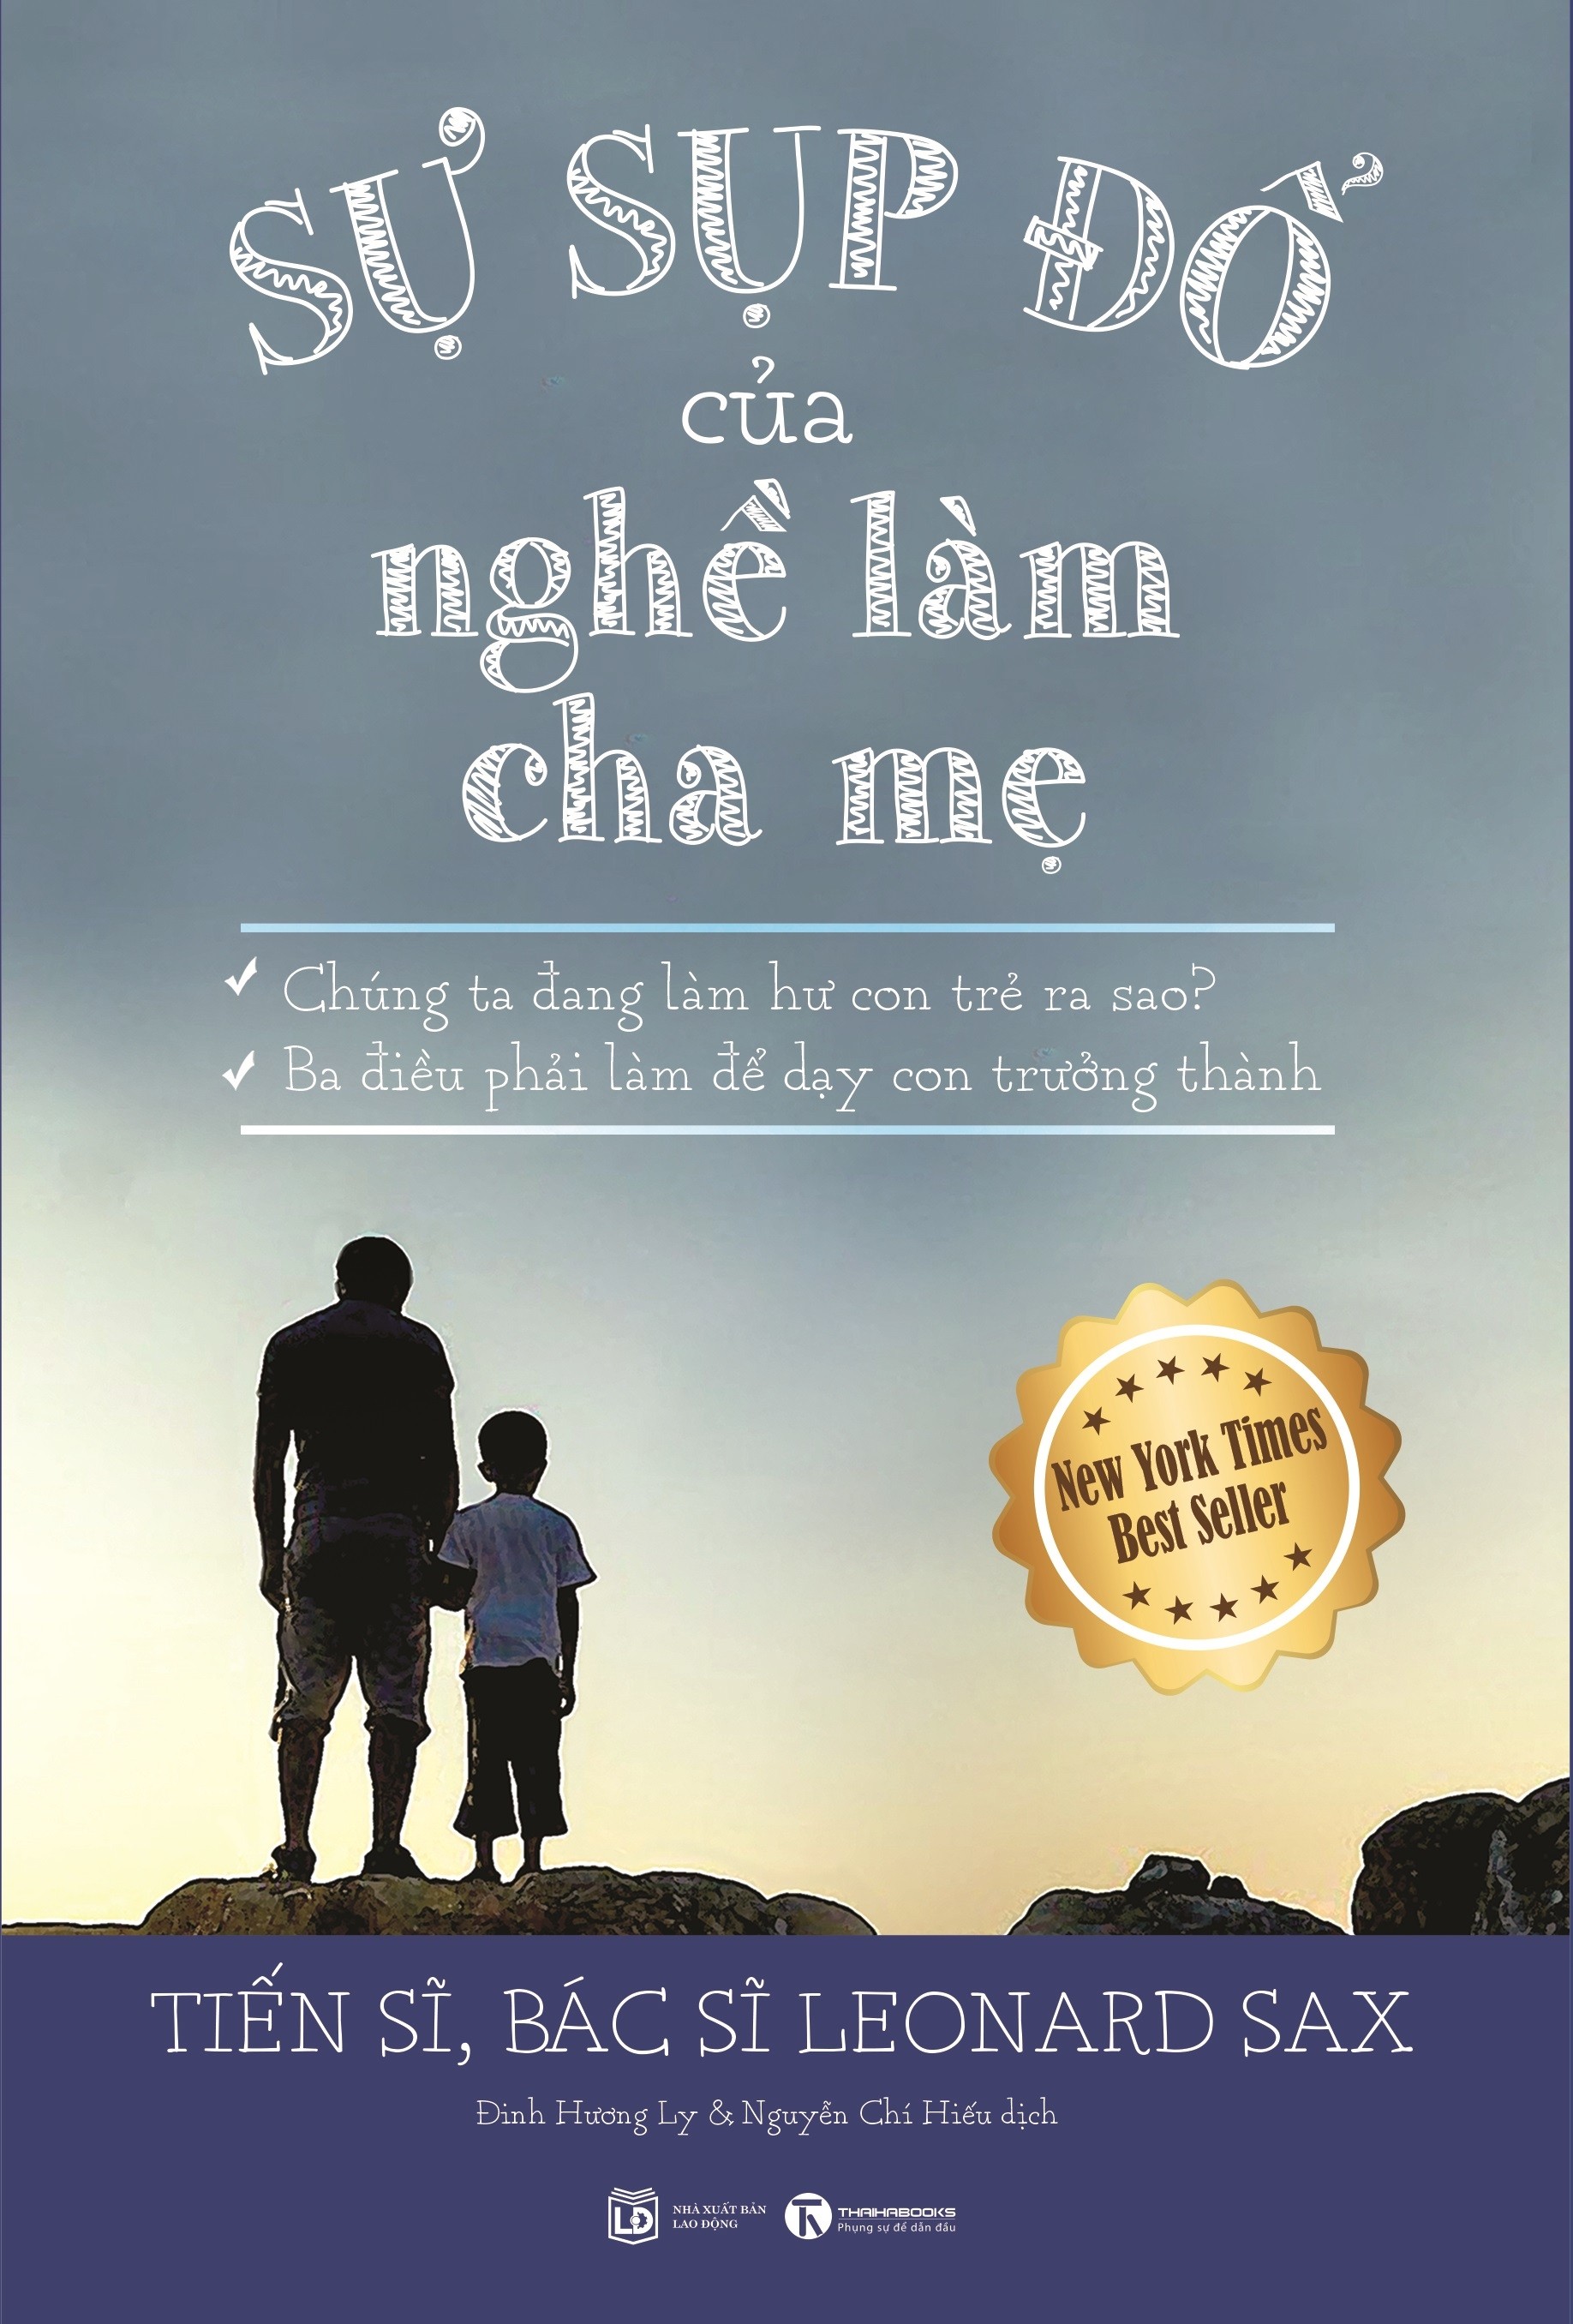 SỰ SỤP ĐỔ
của
nghề làm
cha mẹ
Chúng ta đang làm hư con trẻ ra sao?
Ba điều phải làm để dạy con trưởng thành
New York Times
Best Seller
TIẾN SĨ, BÁC SĨ LEONARD SAX
Đinh Hương Ly & Nguyễn Chí Hiếu dịch
LĐ
NHÀ XUẤT BẢN
LAO ĐỘNG
THAIHABOOKS
Phụng sự để dẫn đầu